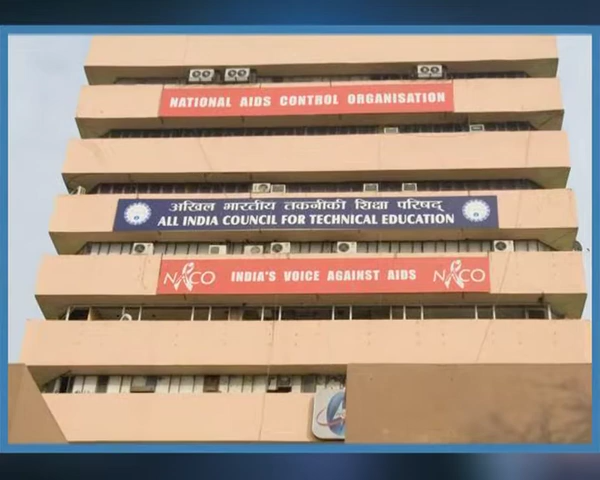 NATIONAL AIDS CONTROL ORGANISATION
अखिल भारतीय तकनीकी शिक्षा परिषद्
ALL INDIA COUNCIL FOR TECHNICAL EDUCATION
NACO INDIA'S VOICE AGAINST AIDS NACO